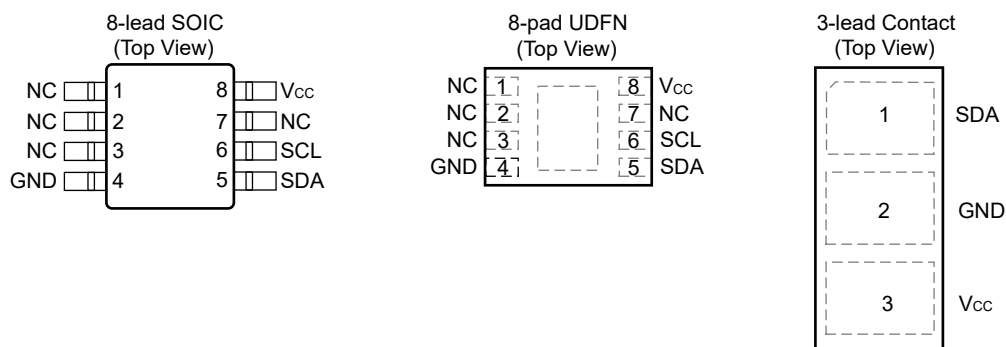 8-lead SOIC
(Top View)
NC 1 8 VCC
NC 2 7 NC
NC 3 6 SCL
GND 4 5 SDA
8-pad UDFN
(Top View)
NC 1 8 VCC
NC 2 7 NC
NC 3 6 SCL
GND 4 5 SDA
3-lead Contact
(Top View)
1 SDA
2 GND
3 VCC